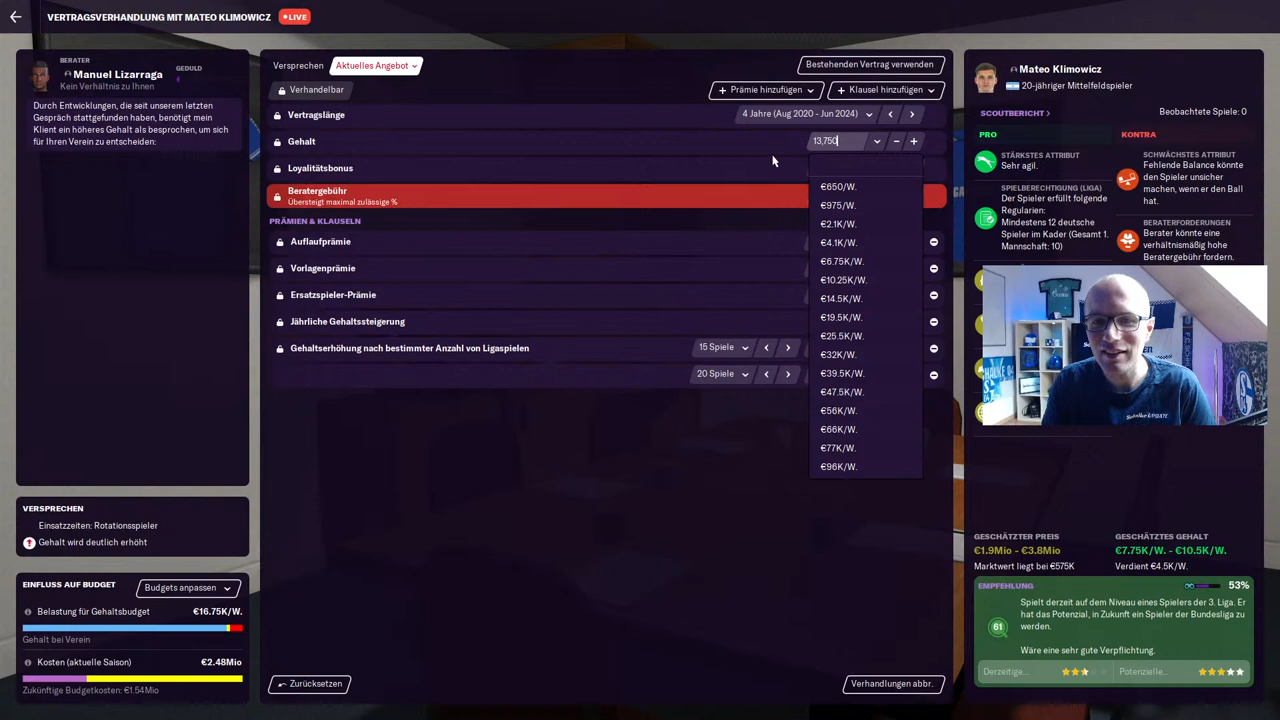 VERTRAGSVERHANDLUNG MIT MATEO KLIMOWICZ
LIVE
BERATER
Manuel Lizarraga
Kein Verhältnis zu Ihnen
GEDULD
Durch Entwicklungen, die seit unserem letzten
Gespräch stattgefunden haben, benötigt mein
Klient ein höheres Gehalt als besprochen, um sich
für Ihren Verein zu entscheiden:
VERSPRECHEN
Einsatzzeiten: Rotationsspieler
Gehalt wird deutlich erhöht
EINFLUSS AUF BUDGET
Budgets anpassen
Belastung für Gehaltsbudget
€16.75K/W.
Gehalt bei Verein
Kosten (aktuelle Saison)
€2.48Mio
Zukünftige Budgetkosten: €1.54Mio
Versprechen
Aktuelles Angebot
Bestehenden Vertrag verwenden
Verhandelbar
+ Prämie hinzufügen
+ Klausel hinzufügen
Vertragslänge
4 Jahre (Aug 2020 - Jun 2024)
Gehalt
13,750
Loyalitätsbonus
Beratergebühr
Übersteigt maximal zulässige %
PRÄMIEN & KLAUSELN
Auflaufprämie
Vorlagenprämie
Ersatzspieler-Prämie
Jährliche Gehaltssteigerung
Gehaltserhöhung nach bestimmter Anzahl von Ligaspielen
15 Spiele
20 Spiele
€650/W.
€975/W.
€2.1K/W.
€4.1K/W.
€6.75K/W.
€10.25K/W.
€14.5K/W.
€19.5K/W.
€25.5K/W.
€32K/W.
€39.5K/W.
€47.5K/W.
€56K/W.
€66K/W.
€77K/W.
€96K/W.
Zurücksetzen
Verhandlungen abbr.
Mateo Klimowicz
20-jähriger Mittelfeldspieler
SCOUTBERICHT >
Beobachtete Spiele: 0
PRO
KONTRA
STÄRKSTES ATTRIBUT
Sehr agil.
SPIELBERECHTIGUNG (LIGA)
Der Spieler erfüllt folgende
Regularien:
Mindestens 12 deutsche
Spieler im Kader (Gesamt 1.
Mannschaft: 10)
SCHWÄCHSTES ATTRIBUT
Fehlende Balance könnte
den Spieler unsicher
machen, wenn er den Ball
hat.
BERATERFORDERUNGEN
Berater könnte eine
verhältnismäßig hohe
Beratergebühr fordern.
GESCHÄTZTER PREIS
€1.9Mio - €3.8Mio
Marktwert liegt bei €575K
GESCHÄTZTES GEHALT
€7.75K/W. - €10.5K/W.
Verdient €4.5K/W.
EMPFEHLUNG
53%
61
Spielt derzeit auf dem Niveau eines Spielers der 3. Liga. Er
hat das Potenzial, in Zukunft ein Spieler der Bundesliga zu
werden.
Wäre eine sehr gute Verpflichtung.
Derzeitige...
Potenzielle...